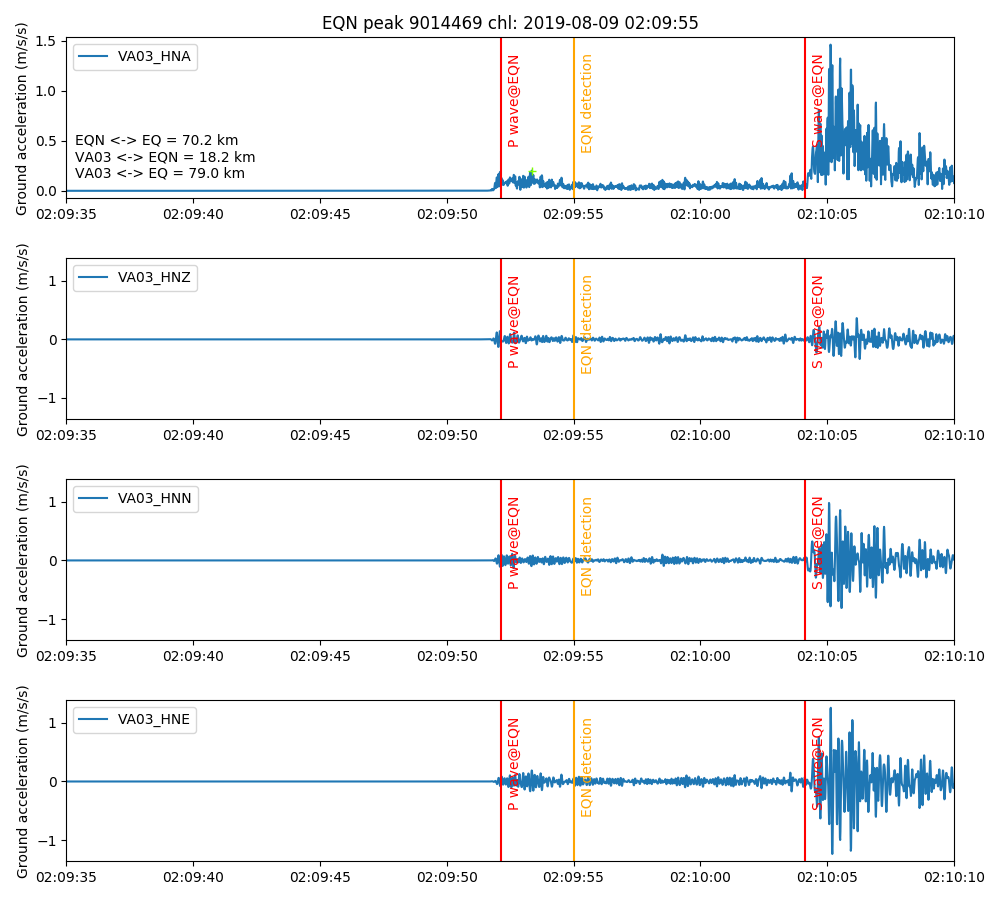 EQN peak 9014469 chl: 2019-08-09 02:09:55
Ground acceleration (m/s/s)
1.5
1.0
0.5
0.0
VA03_HNA
EQN <-> EQ = 70.2 km
VA03 <-> EQN = 18.2 km
VA03 <-> EQ = 79.0 km
P wave@EQN
EQN detection
S wave@EQN
02:09:35 02:09:40 02:09:45 02:09:50 02:09:55 02:10:00 02:10:05 02:10:10
Ground acceleration (m/s/s)
1
0
−1
VA03_HNZ
P wave@EQN
EQN detection
S wave@EQN
02:09:35 02:09:40 02:09:45 02:09:50 02:09:55 02:10:00 02:10:05 02:10:10
Ground acceleration (m/s/s)
1
0
−1
VA03_HNN
P wave@EQN
EQN detection
S wave@EQN
02:09:35 02:09:40 02:09:45 02:09:50 02:09:55 02:10:00 02:10:05 02:10:10
Ground acceleration (m/s/s)
1
0
−1
VA03_HNE
P wave@EQN
EQN detection
S wave@EQN
02:09:35 02:09:40 02:09:45 02:09:50 02:09:55 02:10:00 02:10:05 02:10:10